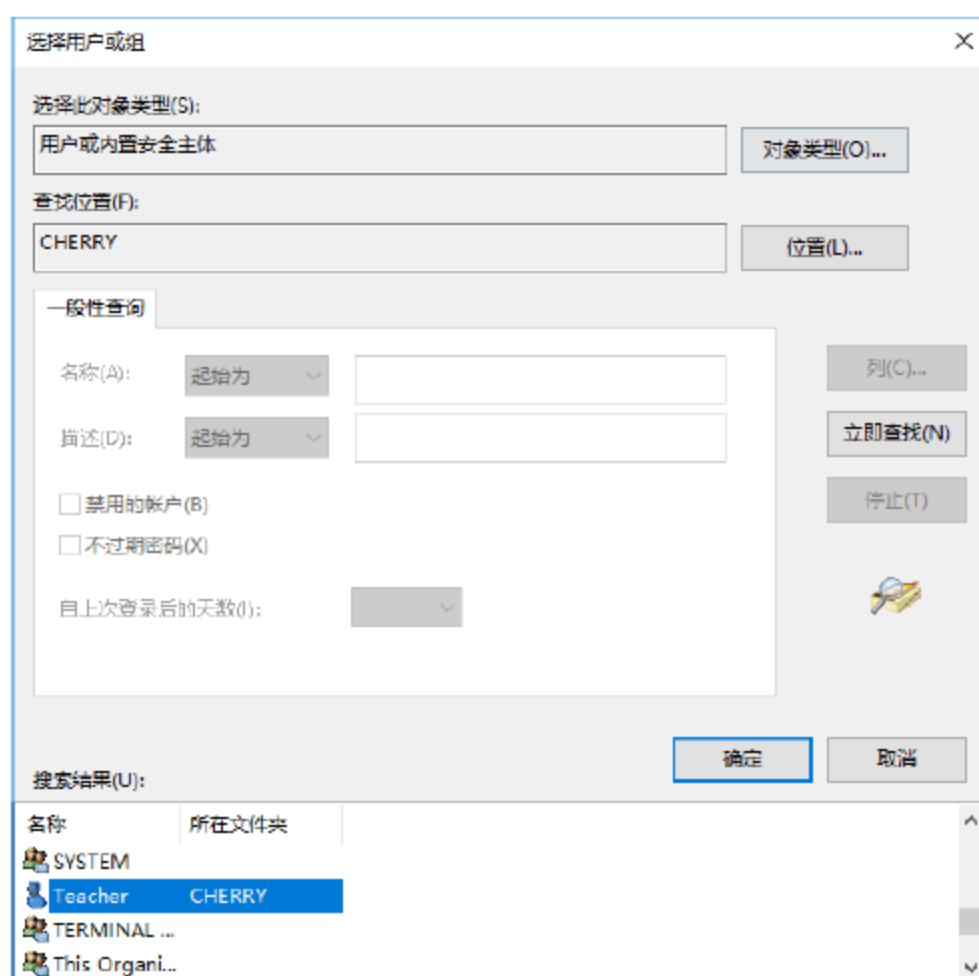 选择用户或组
选择此对象类型(S):
用户或内置安全主体
对象类型(O)...
查找位置(F):
CHERRY
位置(L)...
一般性查询
名称(A):
起始为
列(C)...
描述(D):
起始为
立即查找(N)
禁用的帐户(B)
停止(T)
不过期密码(X)
自上次登录后的天数(I):
确定
取消
搜索结果(U):
名称 所在文件夹
SYSTEM
Teacher CHERRY
TERMINAL ...
This Organi...